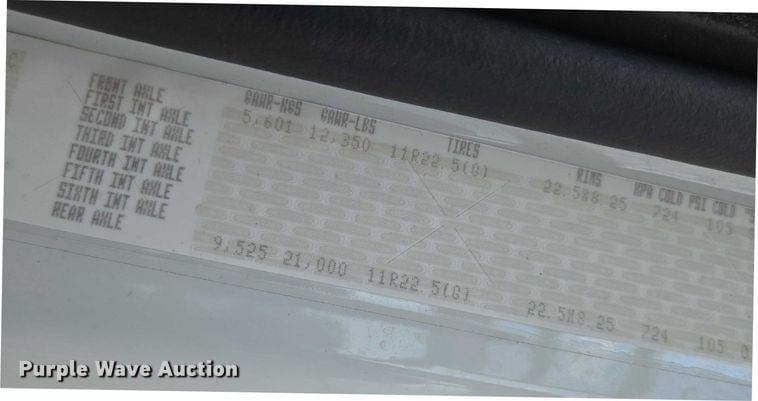 GAWR-KGS GAWR-LBS TIRES RIMS KPA COLD PSI COLD
FRONT AXLE 5,601 12,350 11R22.5(G) 22.5X8.25 724 105
FIRST INT AXLE
SECOND INT AXLE
THIRD INT AXLE
FOURTH INT AXLE
FIFTH INT AXLE
SIXTH INT AXLE
REAR AXLE 9,525 21,000 11R22.5(G) 22.5X8.25 724 105 D
Purple Wave Auction